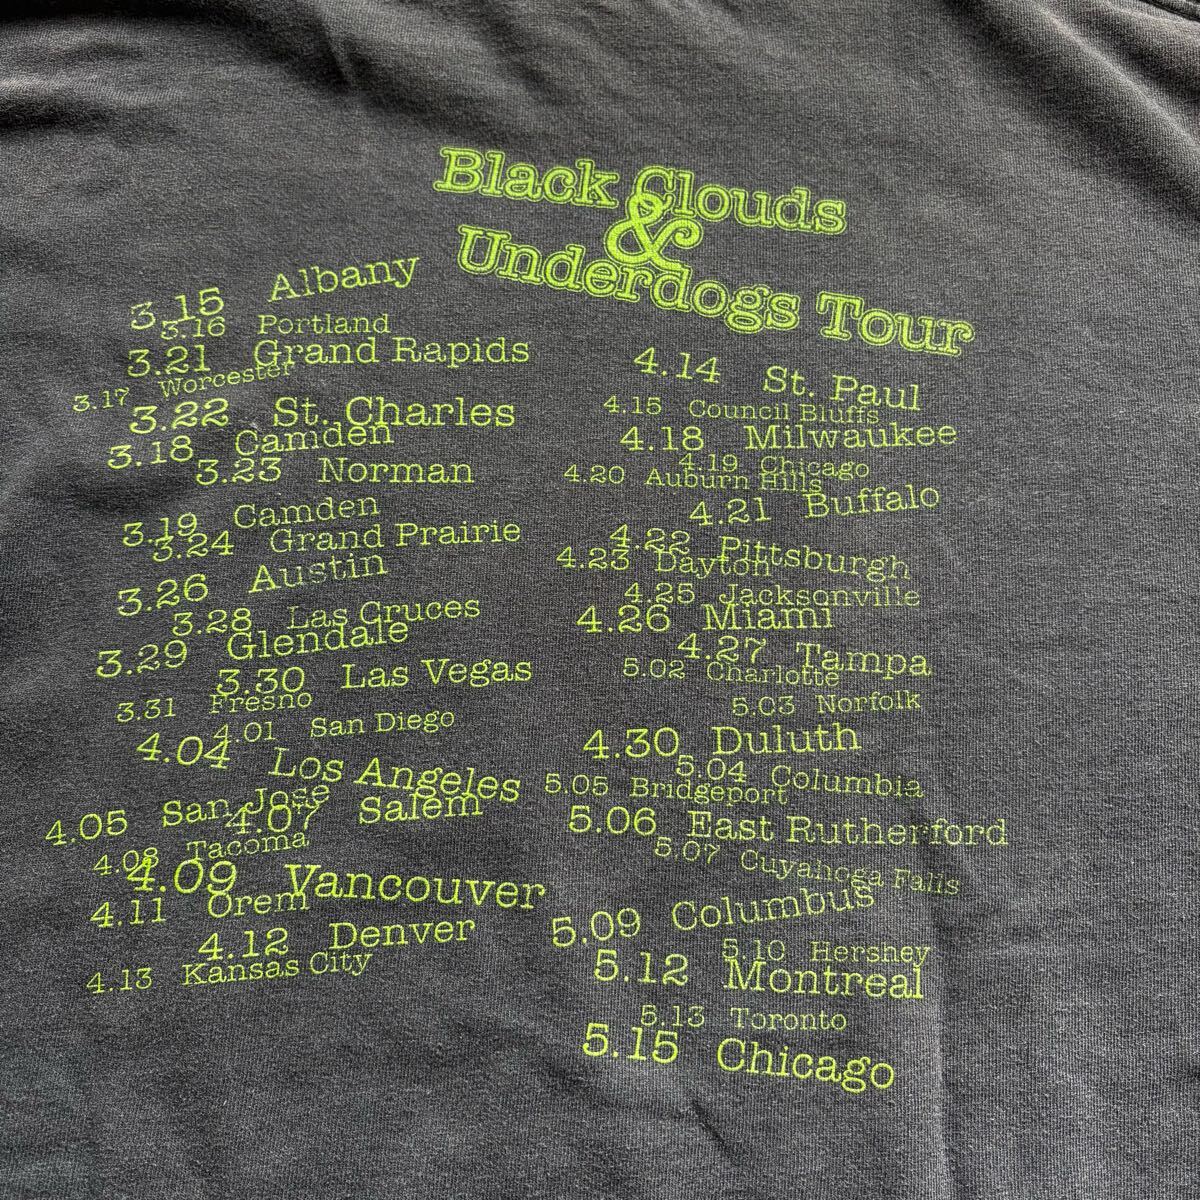 Black Clouds
&
Underdogs Tour
3.15 Albany
3.16 Portland
3.21 Grand Rapids
3.17 Worcester
3.22 St. Charles
3.18 Camden
3.23 Norman
3.19 Camden
3.24 Grand Prairie
3.26 Austin
3.28 Las Cruces
3.29 Glendale
3.30 Las Vegas
3.31 Fresno
4.01 San Diego
4.04 Los Angeles
4.05 San Jose
4.07 Salem
4.08 Tacoma
4.09 Vancouver
4.11 Orem
4.12 Denver
4.13 Kansas City
4.14 St. Paul
4.15 Council Bluffs
4.18 Milwaukee
4.19 Chicago
4.20 Auburn Hills
4.21 Buffalo
4.22 Pittsburgh
4.23 Dayton
4.25 Jacksonville
4.26 Miami
4.27 Tampa
5.02 Charlotte
5.03 Norfolk
4.30 Duluth
5.04 Columbia
5.05 Bridgeport
5.06 East Rutherford
5.07 Cuyahoga Falls
5.09 Columbus
5.10 Hershey
5.12 Montreal
5.13 Toronto
5.15 Chicago